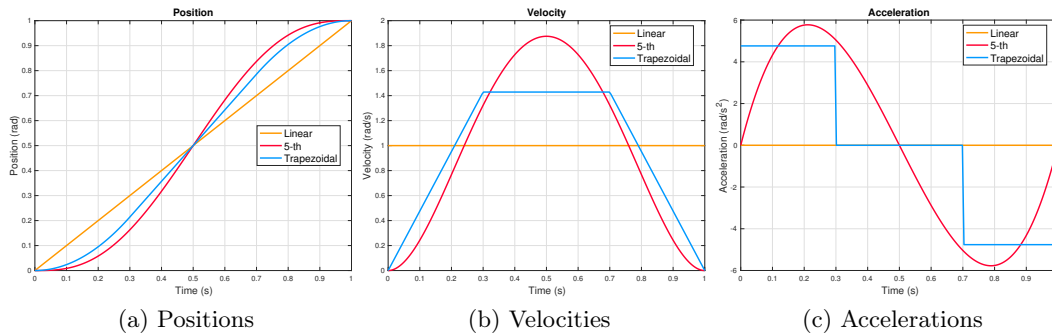 Position
Position (rad)
1
0.9
0.8
0.7
0.6
0.5
0.4
0.3
0.2
0.1
0
Linear
5-th
Trapezoidal
0 0.1 0.2 0.3 0.4 0.5 0.6 0.7 0.8 0.9 1
Time (s)
(a) Positions
Velocity
Velocity (rad/s)
2
1.8
1.6
1.4
1.2
1
0.8
0.6
0.4
0.2
0
Linear
5-th
Trapezoidal
0 0.1 0.2 0.3 0.4 0.5 0.6 0.7 0.8 0.9 1
Time (s)
(b) Velocities
Acceleration
Acceleration (rad/s²)
6
4
2
0
-2
-4
-6
Linear
5-th
Trapezoidal
0 0.1 0.2 0.3 0.4 0.5 0.6 0.7 0.8 0.9
Time (s)
(c) Accelerations